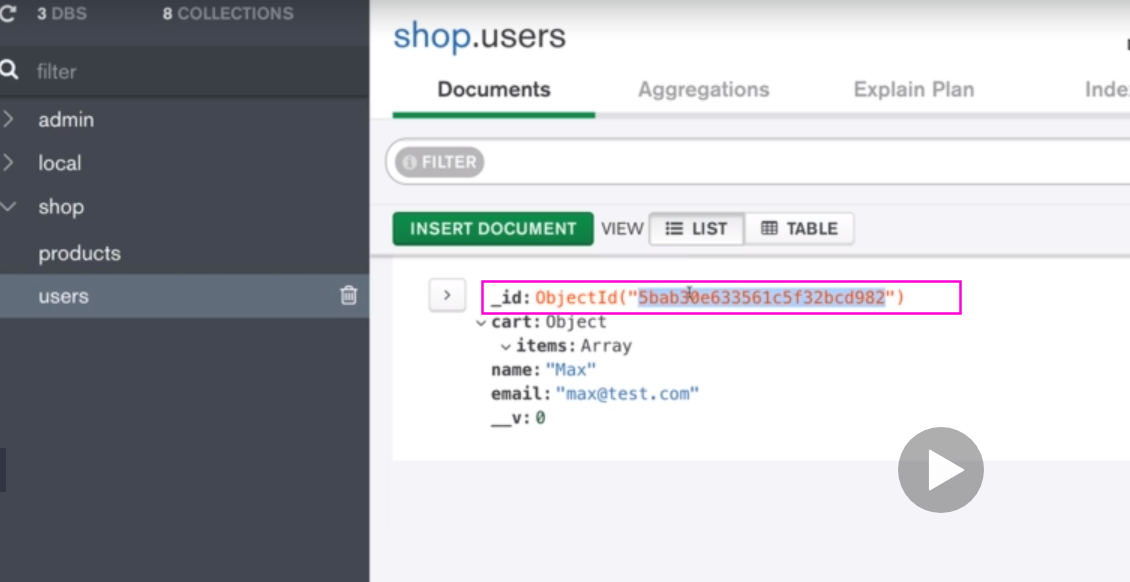 3 DBS 8 COLLECTIONS
filter
admin
local
shop
products
users
shop.users
Documents Aggregations Explain Plan
FILTER
INSERT DOCUMENT VIEW LIST TABLE
_id: ObjectId("5bab30e633561c5f32bcd982")
cart: Object
items: Array
name: "Max"
email: "max@test.com"
__v: 0